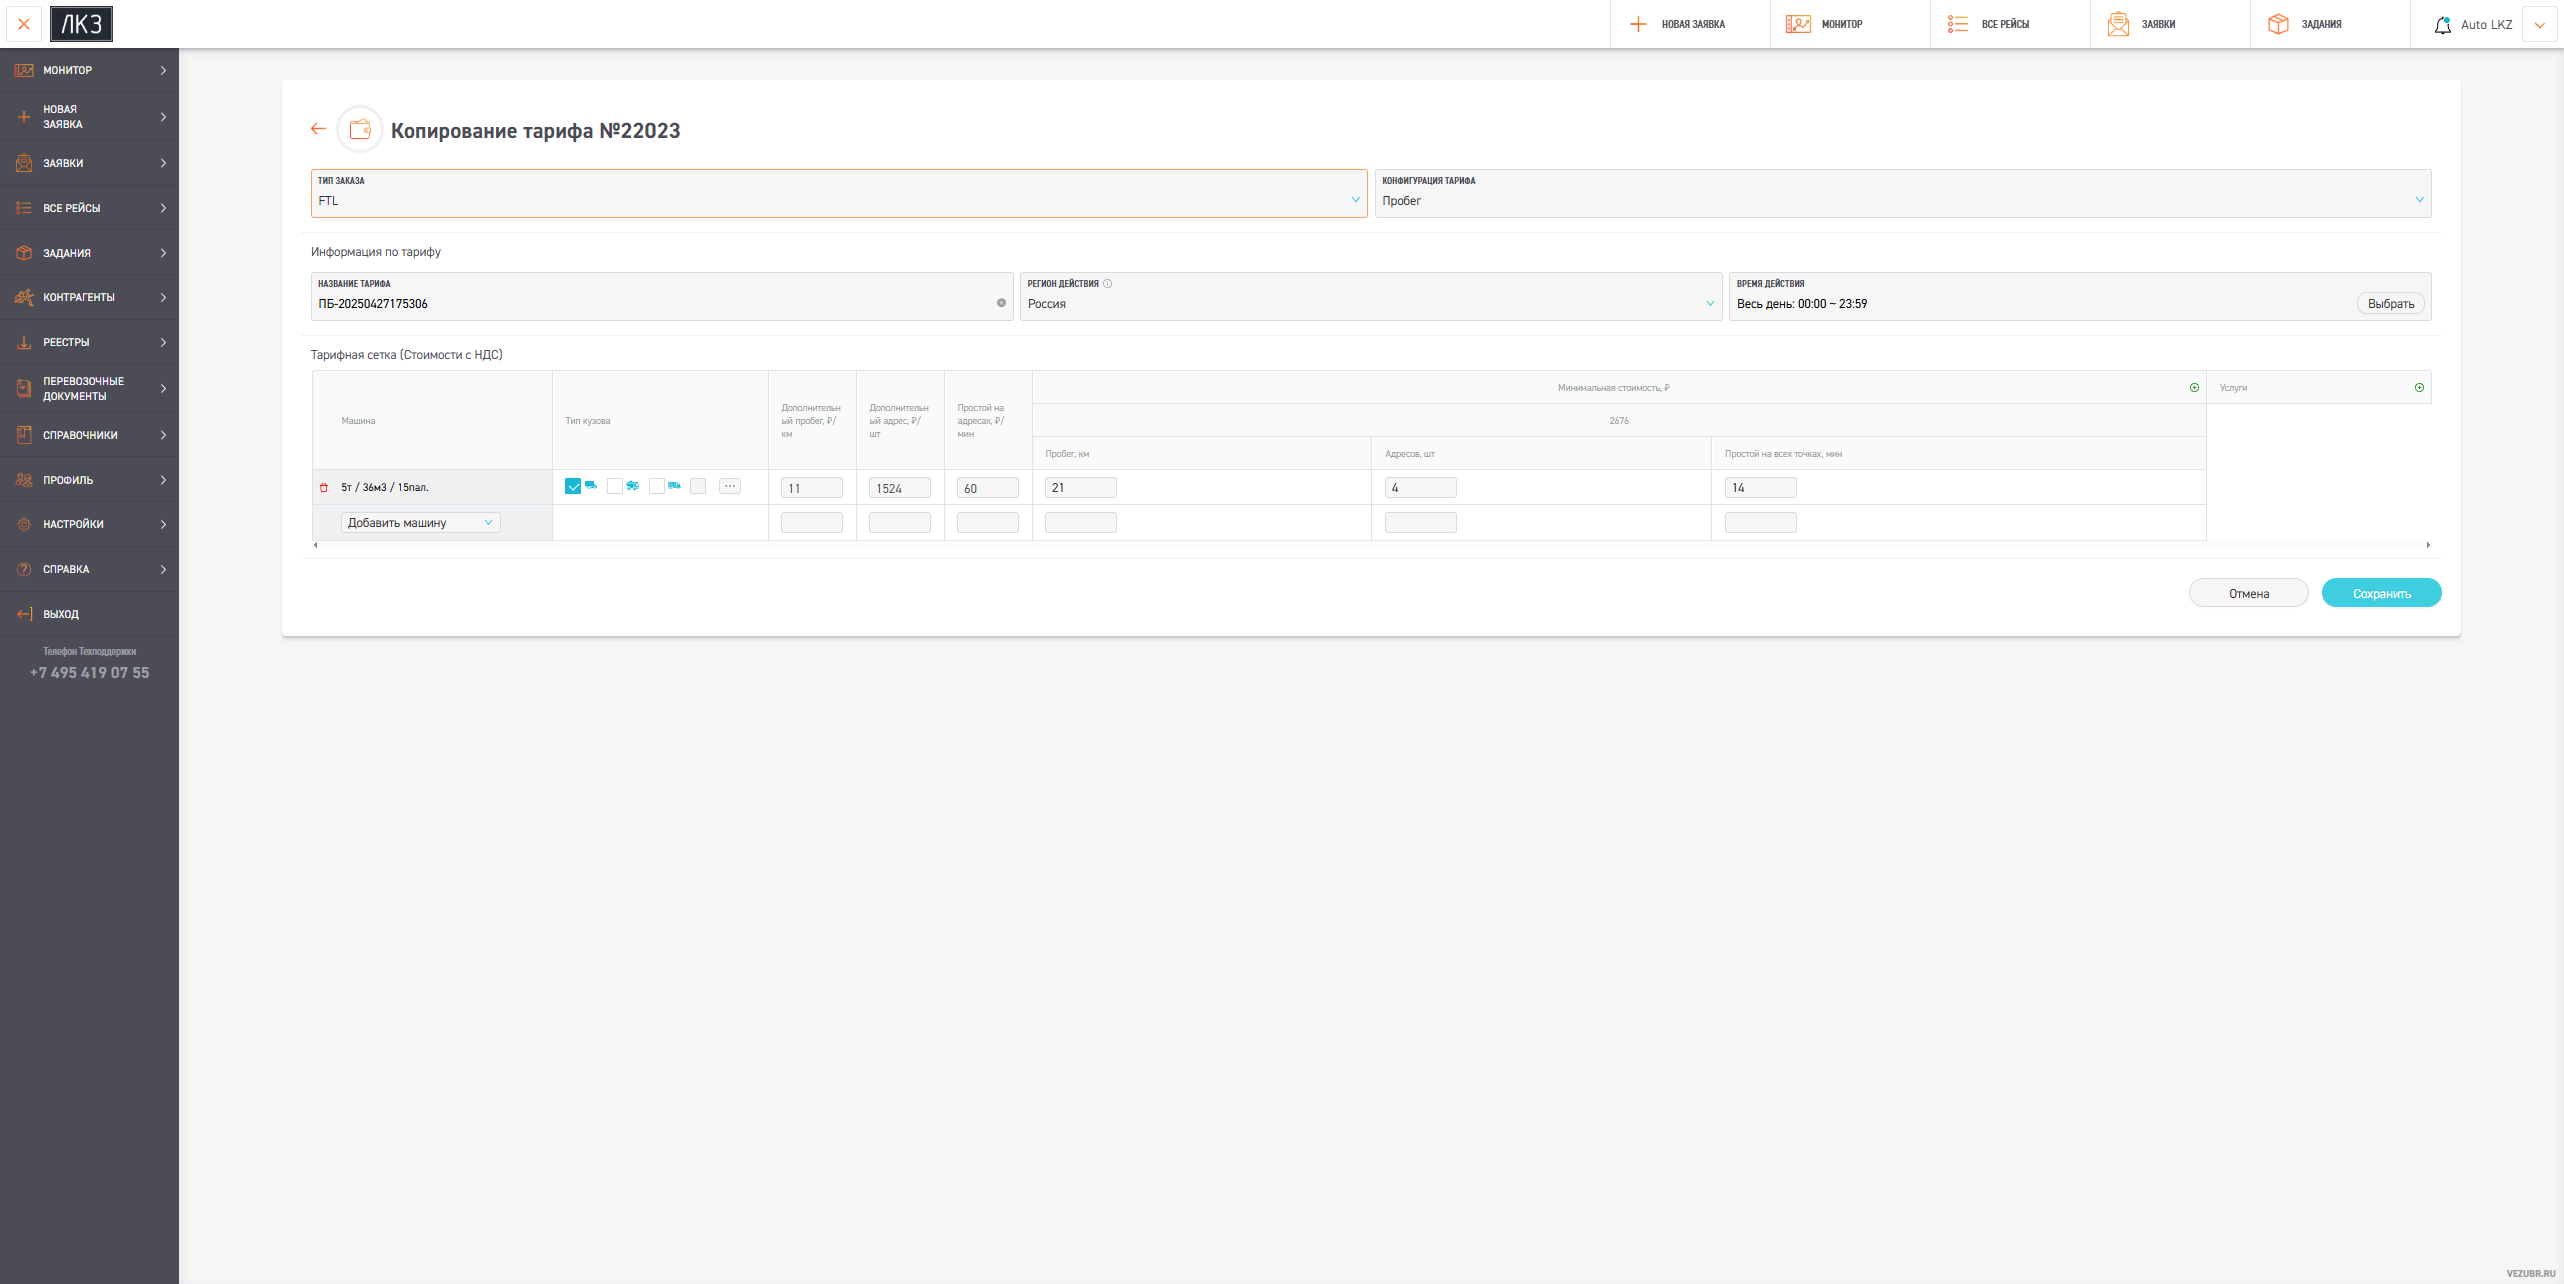 ЛКЗ
НОВАЯ ЗАЯВКА
МОНИТОР
ВСЕ РЕЙСЫ
ЗАЯВКИ
ЗАДАНИЯ
Auto LKZ
МОНИТОР
НОВАЯ
ЗАЯВКА
ЗАЯВКИ
ВСЕ РЕЙСЫ
ЗАДАНИЯ
КОНТРАГЕНТЫ
РЕЕСТРЫ
ПЕРЕВОЗОЧНЫЕ
ДОКУМЕНТЫ
СПРАВОЧНИКИ
ПРОФИЛЬ
НАСТРОЙКИ
СПРАВКА
ВЫХОД
Телефон Техподдержки
+7 495 419 07 55
Копирование тарифа №22023
ТИП ЗАКАЗА
FTL
КОНФИГУРАЦИЯ ТАРИФА
Пробег
Информация по тарифу
НАЗВАНИЕ ТАРИФА
ПБ-20250427175306
РЕГИОН ДЕЙСТВИЯ
Россия
ВРЕМЯ ДЕЙСТВИЯ
Весь день: 00:00 ~ 23:59
Выбрать
Тарифная сетка (Стоимости с НДС)
Машина
Тип кузова
Дополнительн
ый пробег, ₽/
км
Дополнительн
ый адрес, ₽/
шт
Простой на
адресах, ₽/
мин
Минимальная стоимость, ₽
Услуги
2676
Пробег, км
Адресов, шт
Простой на всех точках, мин
5т / 36м3 / 15пал.
11
1524
60
21
4
14
Добавить машину
Отмена
Сохранить
VEZUBR.RU